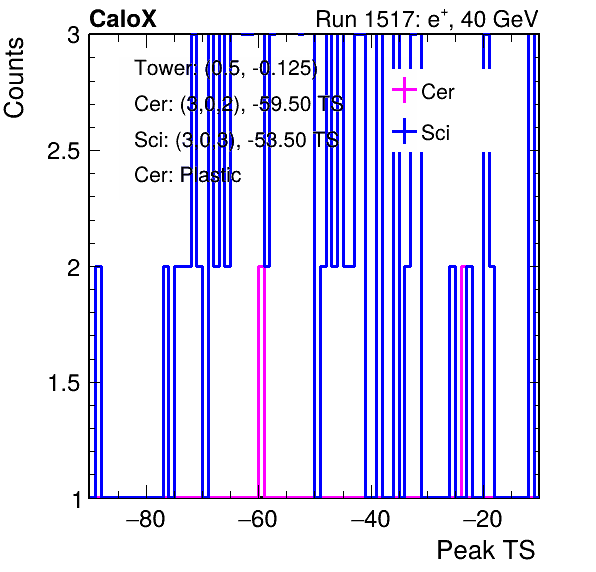 CaloX Run 1517: e⁺, 40 GeV
Counts
3
2.5
2
1.5
1
Tower: (0.5, -0.125)
Cer: (3,0,2), -59.50 TS
Sci: (3,0,3), -53.50 TS
Cer: Plastic
Cer
Sci
−80 −60 −40 −20
Peak TS